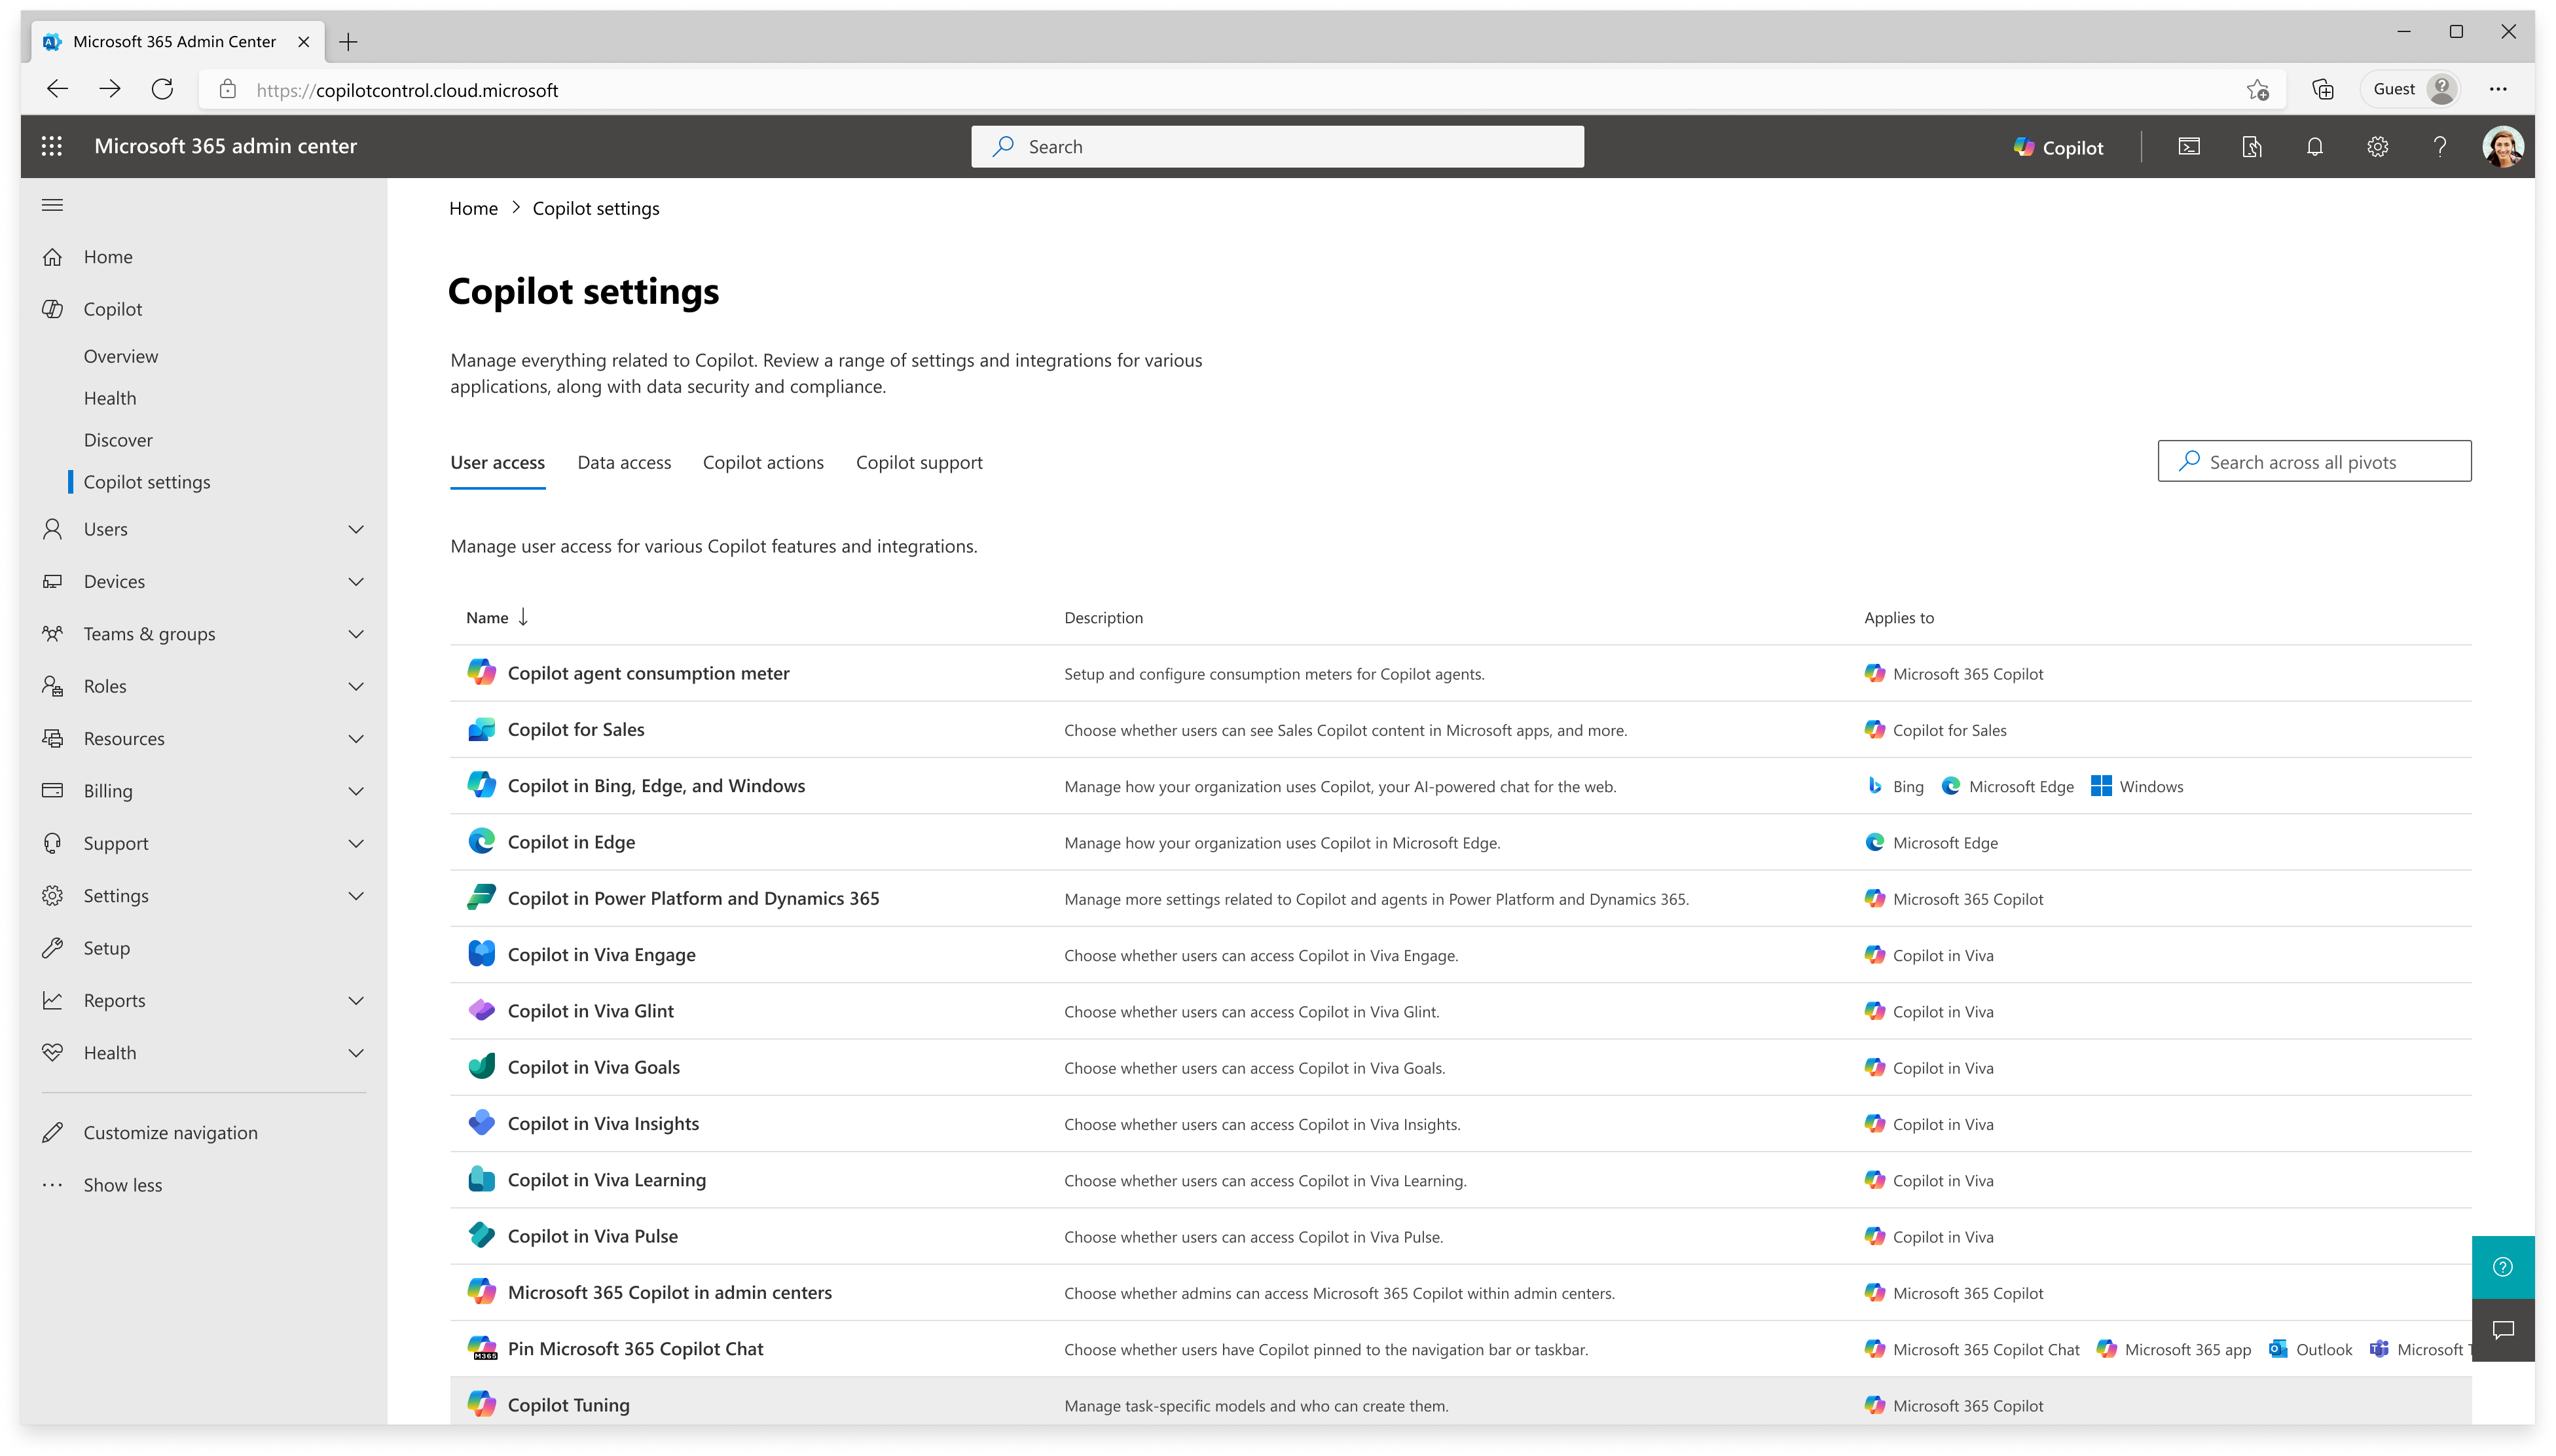 Microsoft 365 Admin Center
https://copilotcontrol.cloud.microsoft
Guest
Microsoft 365 admin center
Search
Copilot
Home
Copilot
Overview
Health
Discover
Copilot settings
Users
Devices
Teams & groups
Roles
Resources
Billing
Support
Settings
Setup
Reports
Health
Customize navigation
Show less
Home > Copilot settings
Copilot settings
Manage everything related to Copilot. Review a range of settings and integrations for various
applications, along with data security and compliance.
User access Data access Copilot actions Copilot support
Search across all pivots
Manage user access for various Copilot features and integrations.
Name Description Applies to
Copilot agent consumption meter Setup and configure consumption meters for Copilot agents. Microsoft 365 Copilot
Copilot for Sales Choose whether users can see Sales Copilot content in Microsoft apps, and more. Copilot for Sales
Copilot in Bing, Edge, and Windows Manage how your organization uses Copilot, your AI-powered chat for the web. Bing Microsoft Edge Windows
Copilot in Edge Manage how your organization uses Copilot in Microsoft Edge. Microsoft Edge
Copilot in Power Platform and Dynamics 365 Manage more settings related to Copilot and agents in Power Platform and Dynamics 365. Microsoft 365 Copilot
Copilot in Viva Engage Choose whether users can access Copilot in Viva Engage. Copilot in Viva
Copilot in Viva Glint Choose whether users can access Copilot in Viva Glint. Copilot in Viva
Copilot in Viva Goals Choose whether users can access Copilot in Viva Goals. Copilot in Viva
Copilot in Viva Insights Choose whether users can access Copilot in Viva Insights. Copilot in Viva
Copilot in Viva Learning Choose whether users can access Copilot in Viva Learning. Copilot in Viva
Copilot in Viva Pulse Choose whether users can access Copilot in Viva Pulse. Copilot in Viva
Microsoft 365 Copilot in admin centers Choose whether admins can access Microsoft 365 Copilot within admin centers. Microsoft 365 Copilot
M365 Pin Microsoft 365 Copilot Chat Choose whether users have Copilot pinned to the navigation bar or taskbar. Microsoft 365 Copilot Chat Microsoft 365 app Outlook Microsoft
Copilot Tuning Manage task-specific models and who can create them. Microsoft 365 Copilot